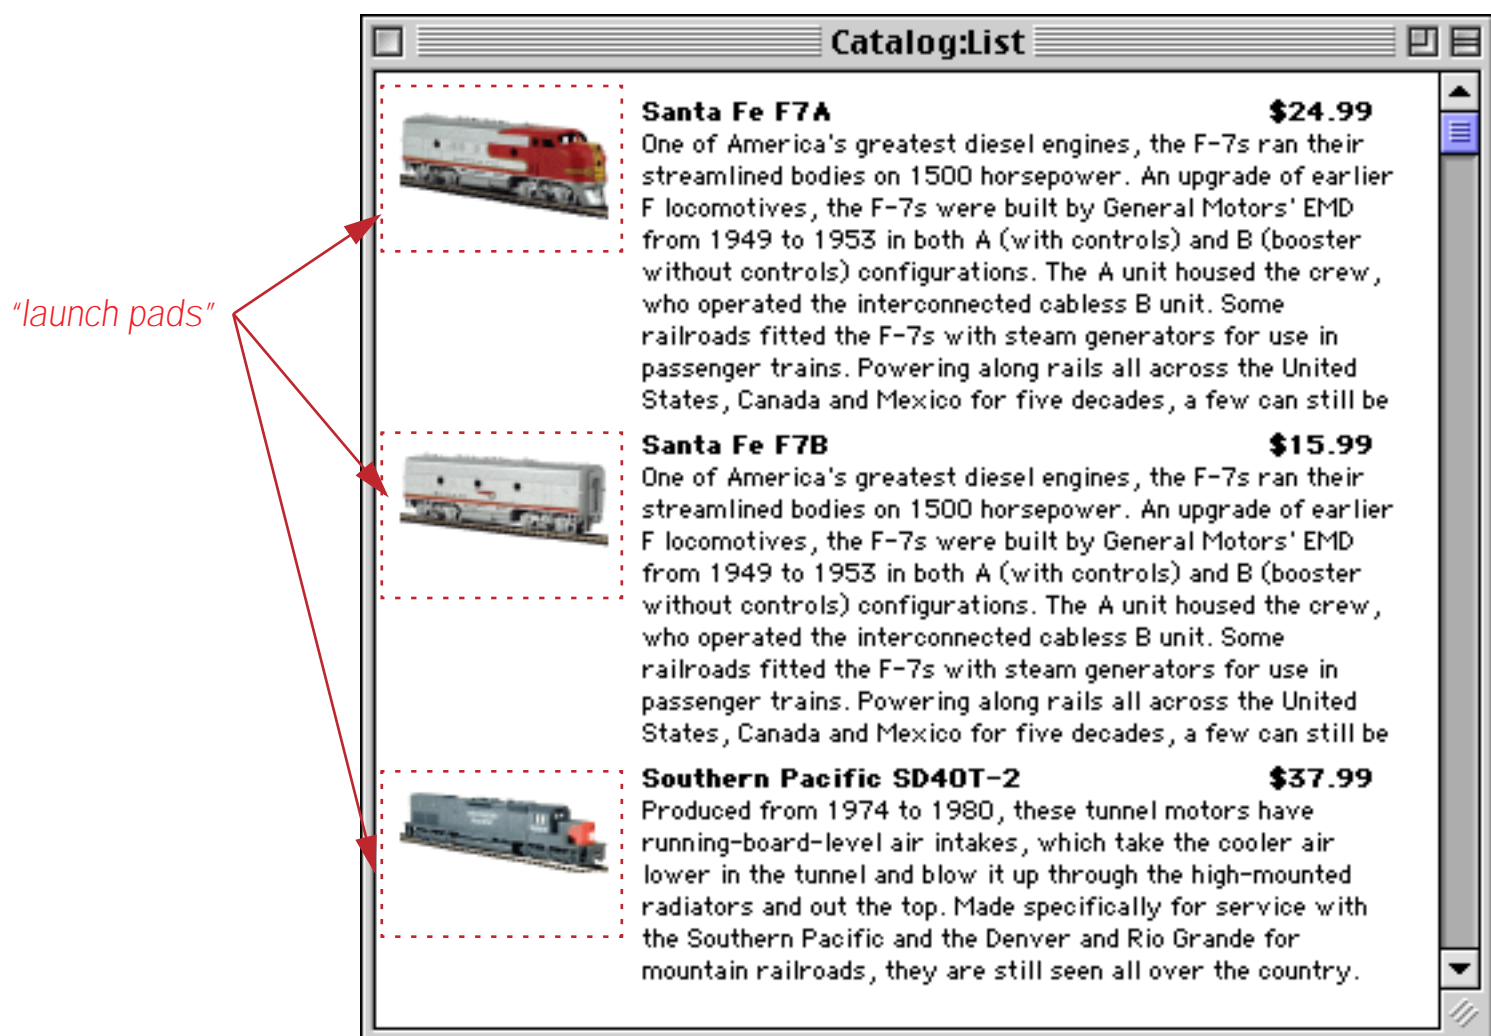 Catalog:List
Santa Fe F7A $24.99
One of America's greatest diesel engines, the F-7s ran their
streamlined bodies on 1500 horsepower. An upgrade of earlier
F locomotives, the F-7s were built by General Motors' EMD
from 1949 to 1953 in both A (with controls) and B (booster
without controls) configurations. The A unit housed the crew,
who operated the interconnected cabless B unit. Some
railroads fitted the F-7s with steam generators for use in
passenger trains. Powering along rails all across the United
States, Canada and Mexico for five decades, a few can still be
"launch pads"
Santa Fe F7B $15.99
One of America's greatest diesel engines, the F-7s ran their
streamlined bodies on 1500 horsepower. An upgrade of earlier
F locomotives, the F-7s were built by General Motors' EMD
from 1949 to 1953 in both A (with controls) and B (booster
without controls) configurations. The A unit housed the crew,
who operated the interconnected cabless B unit. Some
railroads fitted the F-7s with steam generators for use in
passenger trains. Powering along rails all across the United
States, Canada and Mexico for five decades, a few can still be
Southern Pacific SD40T-2 $37.99
Produced from 1974 to 1980, these tunnel motors have
running-board-level air intakes, which take the cooler air
lower in the tunnel and blow it up through the high-mounted
radiators and out the top. Made specifically for service with
the Southern Pacific and the Denver and Rio Grande for
mountain railroads, they are still seen all over the country.